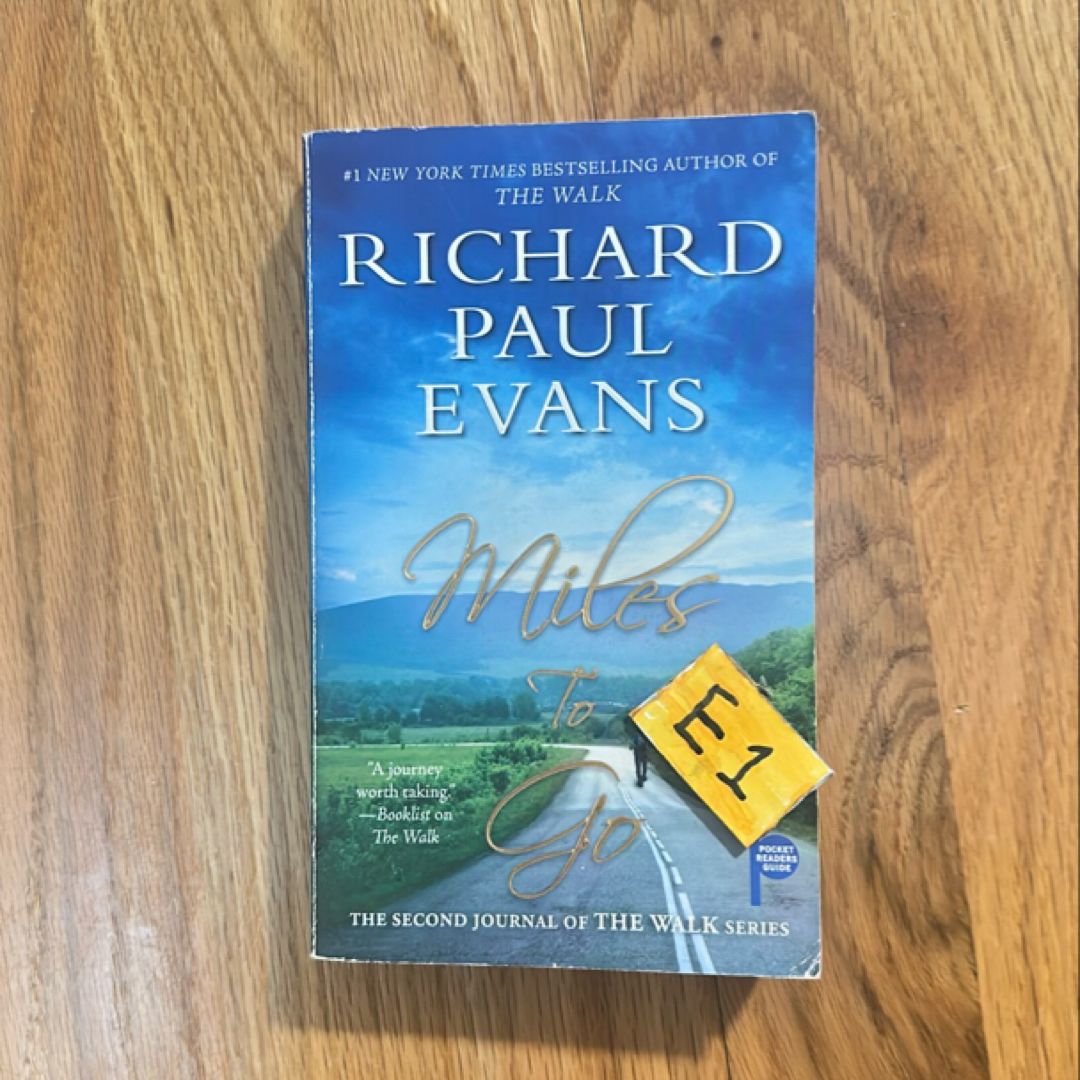 #1 NEW YORK TIMES BESTSELLING AUTHOR OF
THE WALK
RICHARD
PAUL
EVANS
Miles
To
Go
E1
"A journey
worth taking."
—Booklist on
The Walk
POCKET
READERS
GUIDE
THE SECOND JOURNAL OF THE WALK SERIES